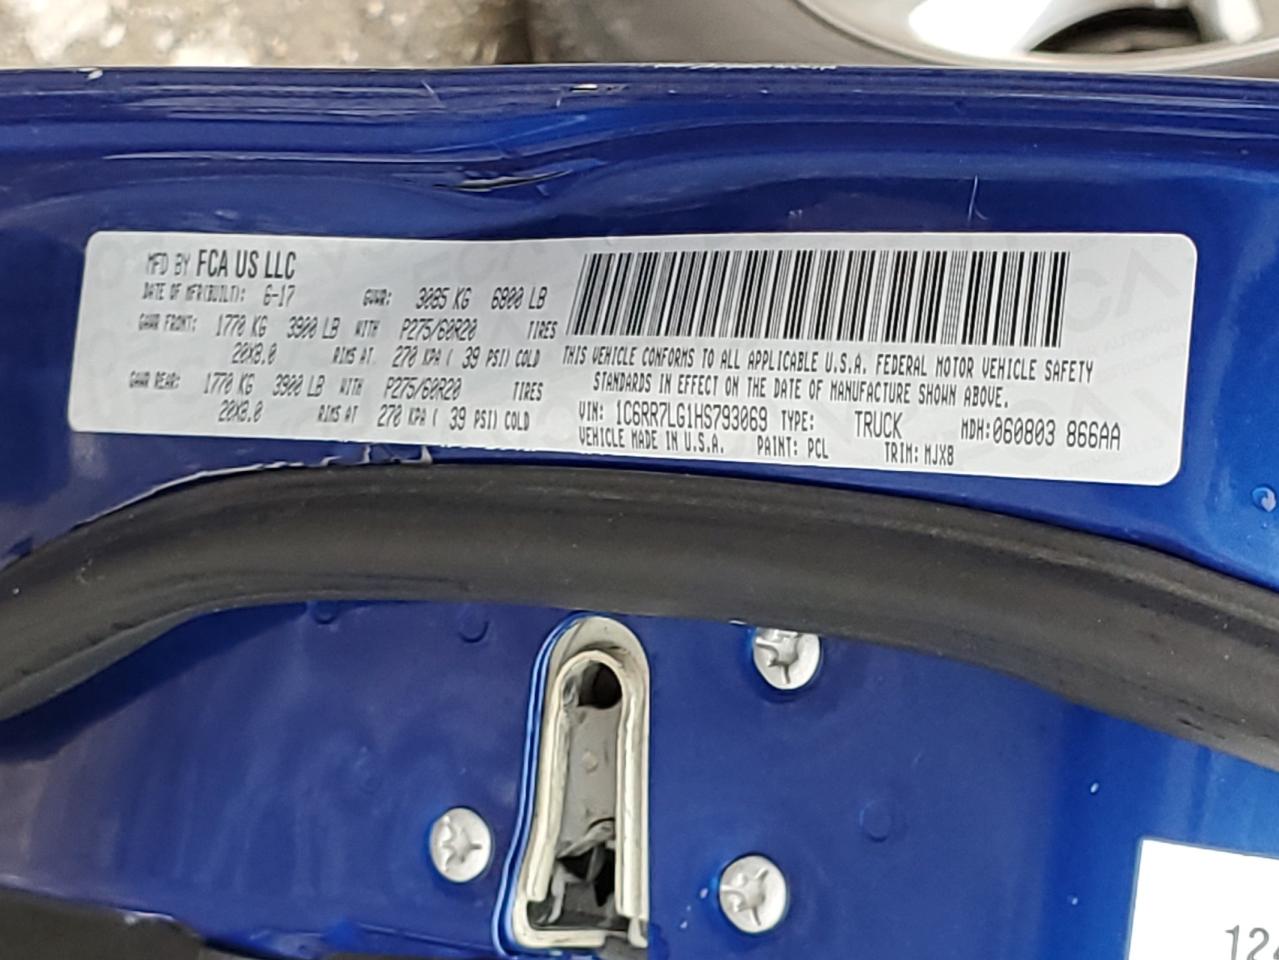 MFD BY FCA US LLC
DATE OF MFR(BUILT): 6-17 GVWR: 3085 KG 6800 LB
GAWR FRONT: 1770 KG 3900 LB WITH P275/60R20 TIRES
20X8.0 RIMS AT. 270 KPA ( 39 PSI) COLD
GAWR REAR: 1770 KG 3900 LB WITH P275/60R20 TIRES
20X8.0 RIMS AT 270 KPA ( 39 PSI) COLD
THIS VEHICLE CONFORMS TO ALL APPLICABLE U.S.A. FEDERAL MOTOR VEHICLE SAFETY
STANDARDS IN EFFECT ON THE DATE OF MANUFACTURE SHOWN ABOVE.
VIN: 1C6RR7LG1HS793069 TYPE: TRUCK MDH:060803 866AA
VEHICLE MADE IN U.S.A. PAINT: PCL TRIM: MJX8